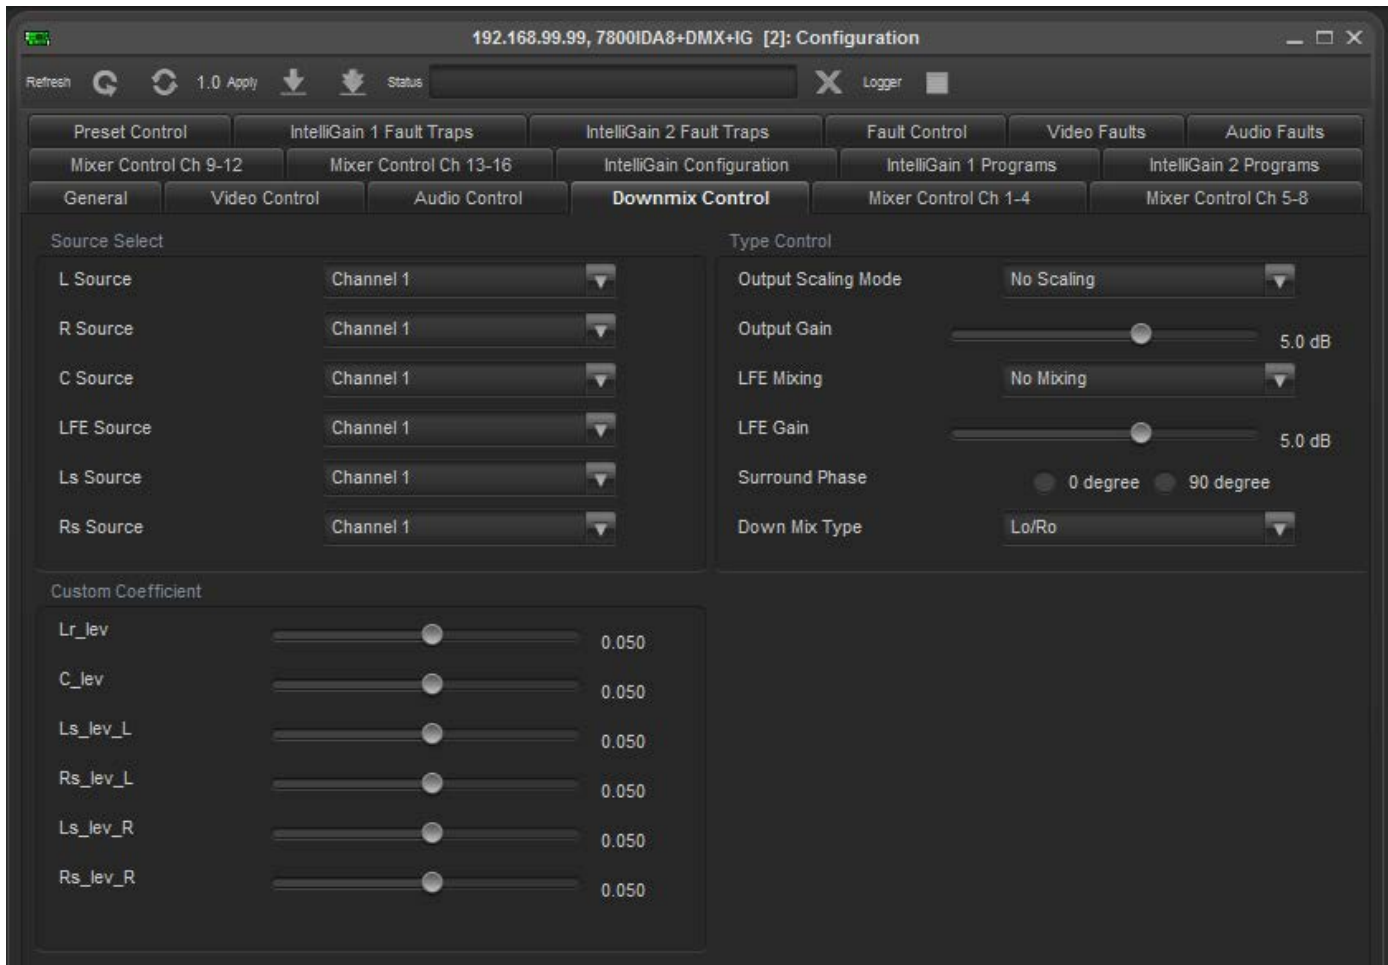 192.168.99.99, 7800IDA8+DMX+IG [2]: Configuration
Refresh 1.0 Apply Status Logger
Preset Control IntelliGain 1 Fault Traps IntelliGain 2 Fault Traps Fault Control Video Faults Audio Faults
Mixer Control Ch 9-12 Mixer Control Ch 13-16 IntelliGain Configuration IntelliGain 1 Programs IntelliGain 2 Programs
General Video Control Audio Control Downmix Control Mixer Control Ch 1-4 Mixer Control Ch 5-8
Source Select
L Source Channel 1
R Source Channel 1
C Source Channel 1
LFE Source Channel 1
Ls Source Channel 1
Rs Source Channel 1
Type Control
Output Scaling Mode No Scaling
Output Gain 5.0 dB
LFE Mixing No Mixing
LFE Gain 5.0 dB
Surround Phase 0 degree 90 degree
Down Mix Type Lo/Ro
Custom Coefficient
Lr_lev 0.050
C_lev 0.050
Ls_lev_L 0.050
Rs_lev_L 0.050
Ls_lev_R 0.050
Rs_lev_R 0.050